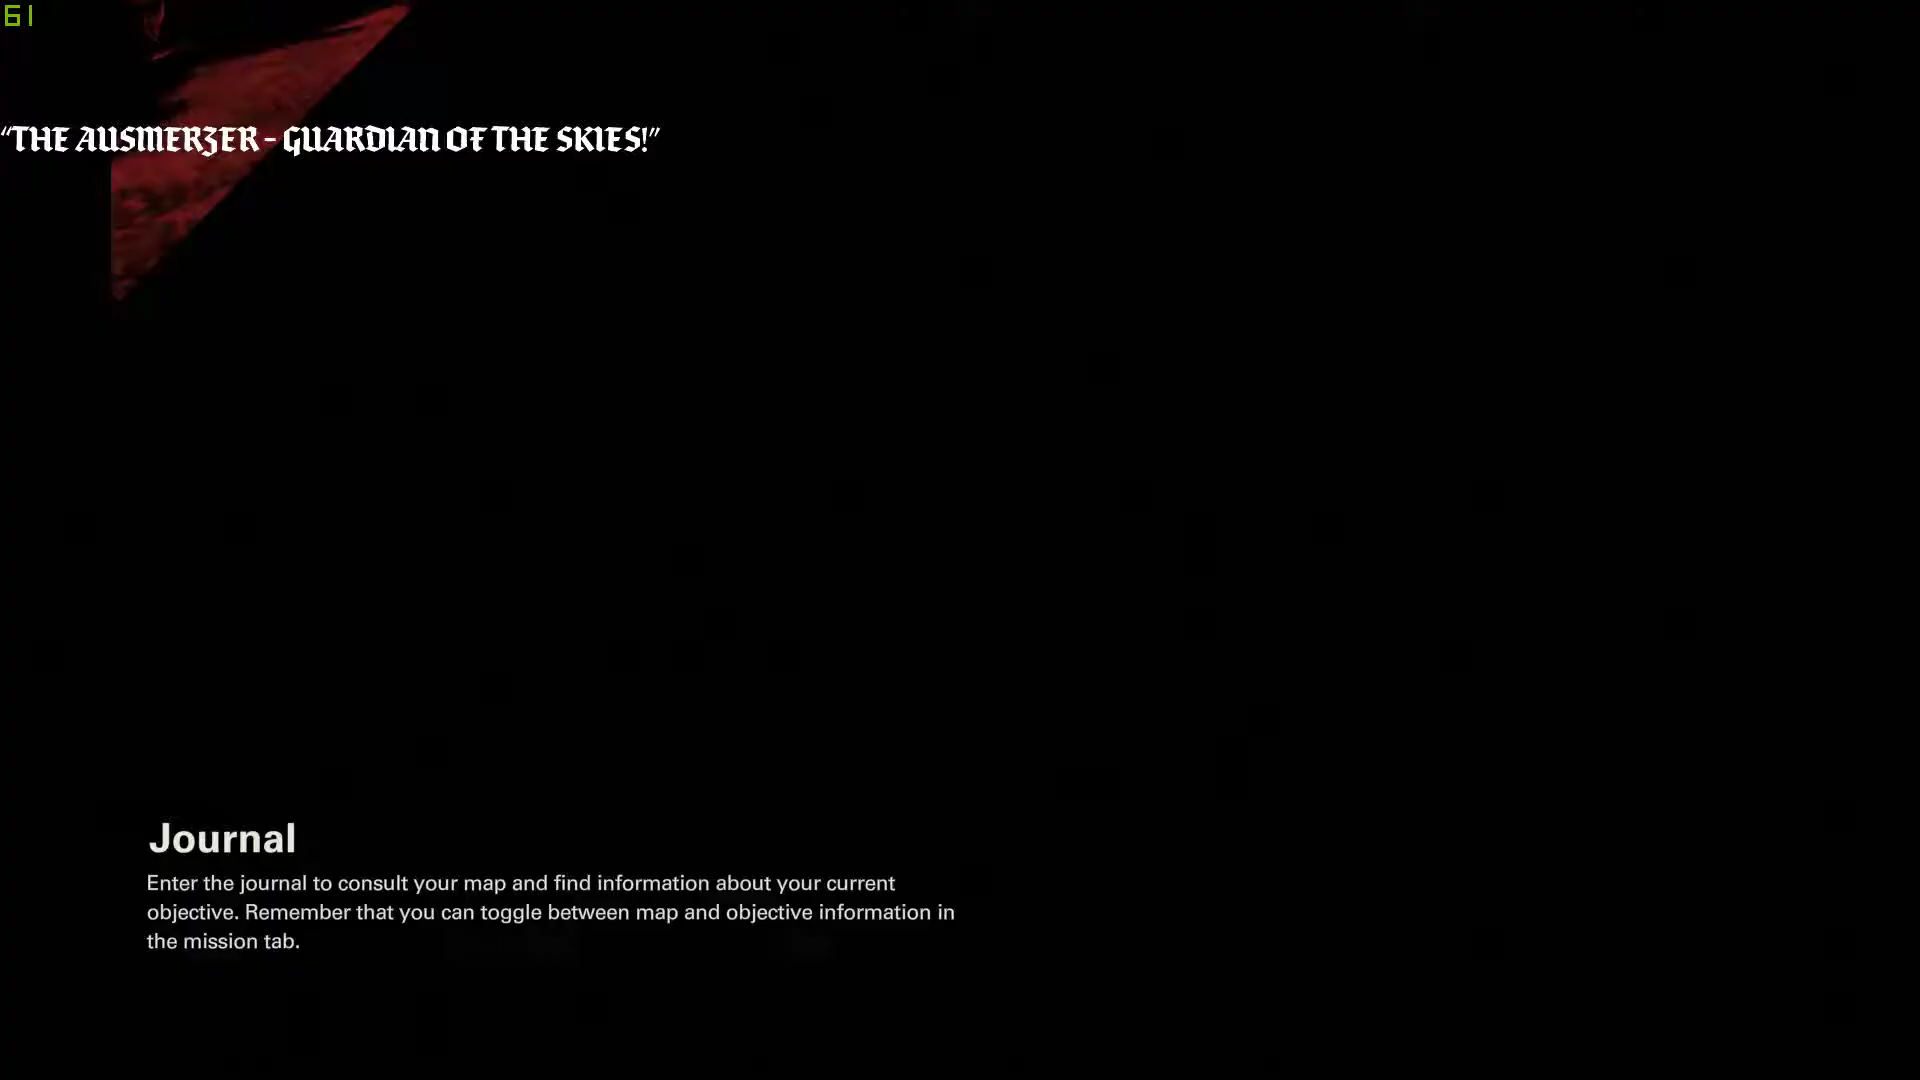 61
“THE AUSMERZER - GUARDIAN OF THE SKIES!”
Journal
Enter the journal to consult your map and find information about your current
objective. Remember that you can toggle between map and objective information in
the mission tab.